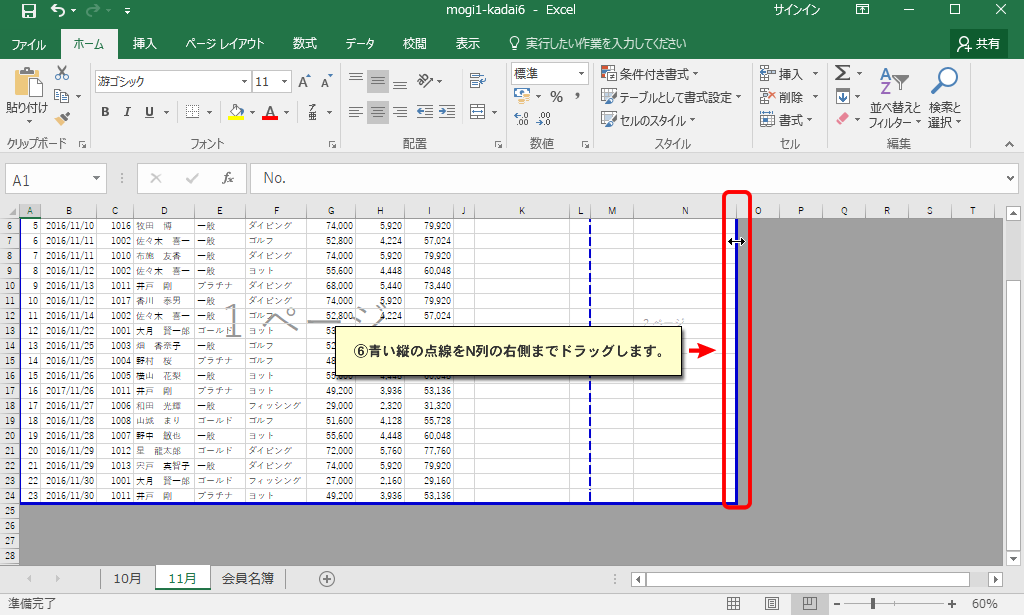 mogi1-kadai6 - Excel
サインイン
ファイル ホーム 挿入 ページ レイアウト 数式 データ 校閲 表示 実行したい作業を入力してください 共有
貼り付け
游ゴシック 11
B I U
標準
条件付き書式
テーブルとして書式設定
セルのスタイル
挿入
削除
書式
並べ替えと
フィルター
検索と
選択
クリップボード フォント 配置 数値 スタイル セル 編集
A1 fx No.
A B C D E F G H I J K L M N O P Q R S T
6 5 2016/11/10 1016 牧田 博 一般 ダイビング 74,000 5,920 79,920
7 6 2016/11/11 1002 佐々木 喜一 一般 ゴルフ 52,800 4,224 57,024
8 7 2016/11/11 1010 布施 友香 一般 ダイビング 74,000 5,920 79,920
9 8 2016/11/12 1002 佐々木 喜一 一般 ヨット 55,600 4,448 60,048
10 9 2016/11/13 1011 井戸 剛 プラチナ ダイビング 68,000 5,440 73,440
11 10 2016/11/12 1017 香川 泰男 一般 ダイビング 74,000 5,920 79,920
12 11 2016/11/14 1002 佐々木 喜一 一般 ゴルフ 52,800 4,224 57,024
13 12 2016/11/22 1001 大月 賢一郎 ゴールド ヨット
14 13 2016/11/25 1003 畑 香奈子 一般 ゴルフ
15 14 2016/11/25 1004 野村 桜 プラチナ ゴルフ
16 15 2016/11/26 1005 横山 花梨 一般 ヨット
17 16 2017/11/26 1011 井戸 剛 プラチナ ヨット 49,200 3,936 53,136
18 17 2016/11/27 1006 和田 光輝 一般 フィッシング 29,000 2,320 31,320
19 18 2016/11/28 1008 山城 まり ゴールド ゴルフ 51,600 4,128 55,728
20 19 2016/11/28 1007 野中 敏也 一般 ヨット 55,600 4,448 60,048
21 20 2016/11/29 1012 星 龍太郎 ゴールド ダイビング 72,000 5,760 77,760
22 21 2016/11/29 1013 宍戸 真智子 一般 ダイビング 74,000 5,920 79,920
23 22 2016/11/30 1001 大月 賢一郎 ゴールド フィッシング 27,000 2,160 29,160
24 23 2016/11/30 1011 井戸 剛 プラチナ ヨット 49,200 3,936 53,136
25
26
27
28
1 ページ
2 ページ
⑥青い縦の点線をN列の右側までドラッグします。
10月 11月 会員名簿
準備完了
60%